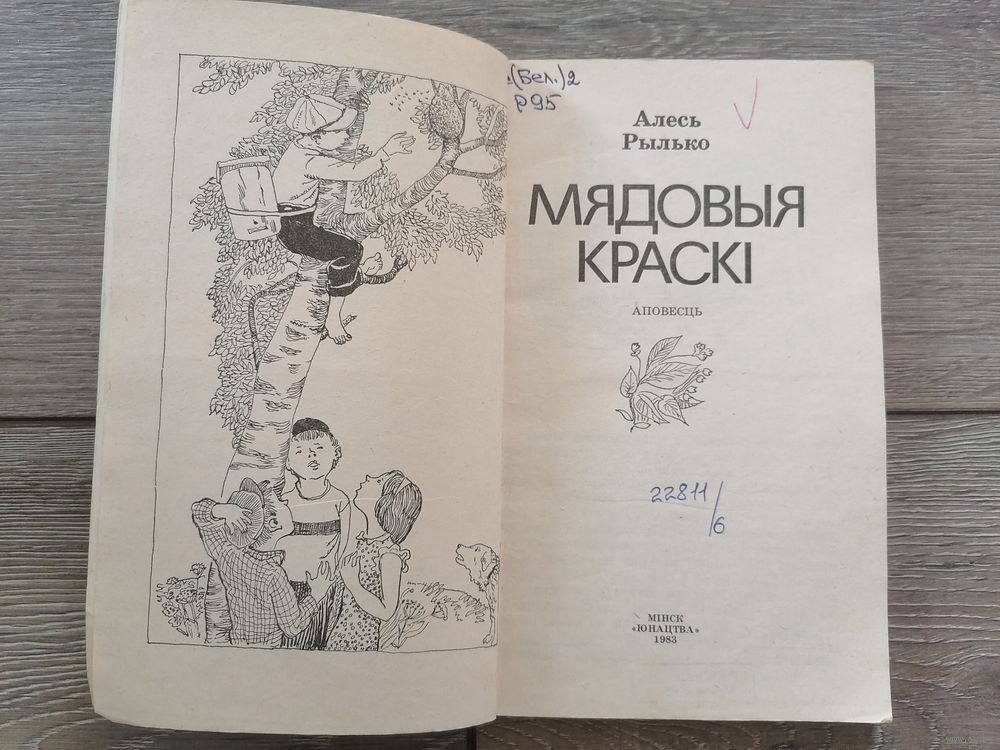 (Бел.)2
Р95
Алесь
Рылько
МЯДОВЫЯ
КРАСКІ
АПОВЕСЦЬ
22811/6
МІНСК
«ЮНАЦТВА»
1983